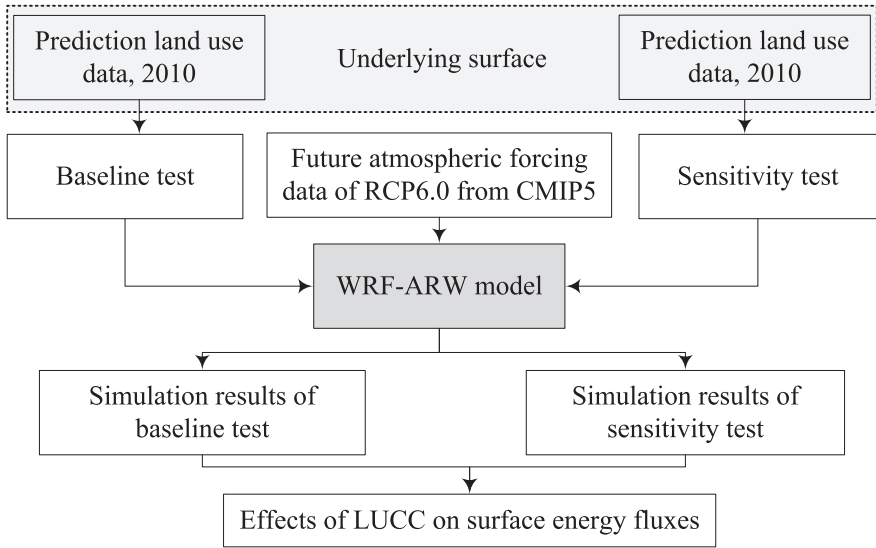 Prediction land use
data, 2010
Underlying surface
Prediction land use
data, 2010
Baseline test
Future atmospheric forcing
data of RCP6.0 from CMIP5
Sensitivity test
WRF-ARW model
Simulation results of
baseline test
Simulation results of
sensitivity test
Effects of LUCC on surface energy fluxes